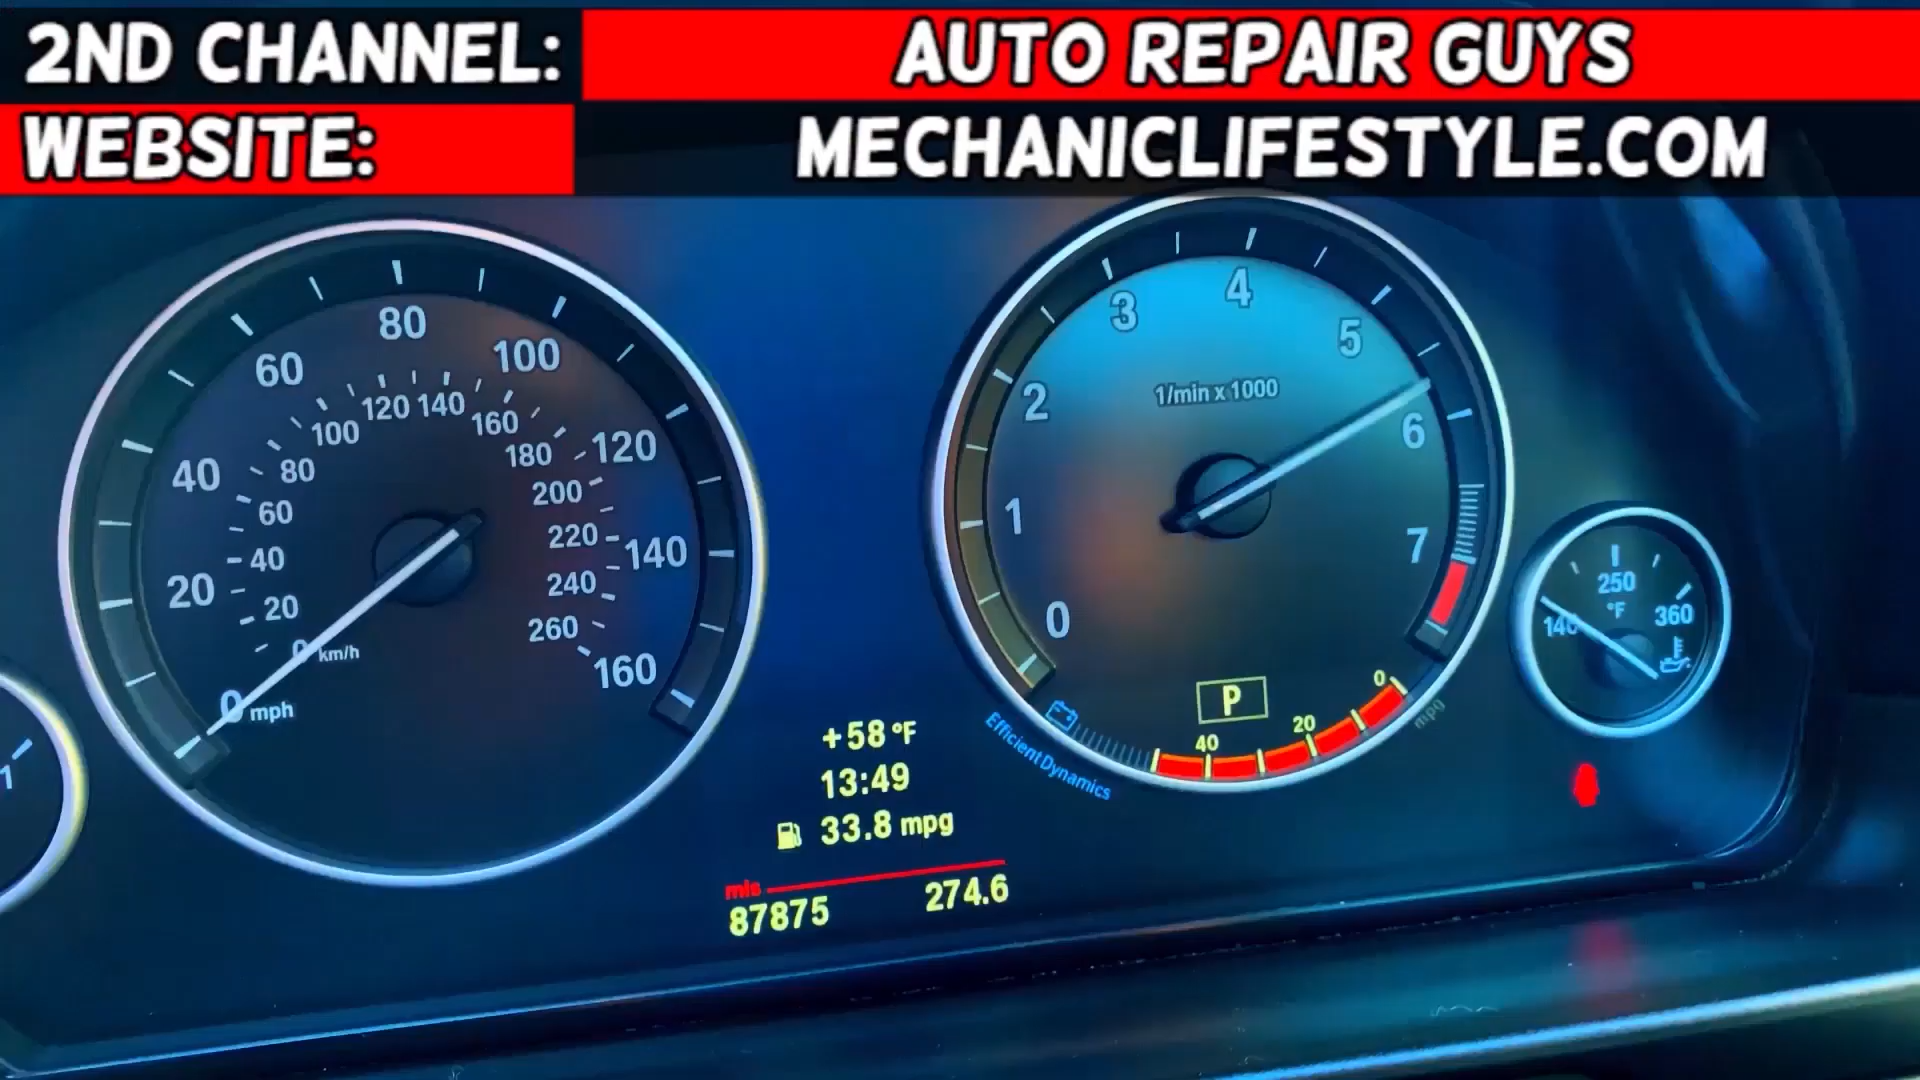 2ND CHANNEL: AUTO REPAIR GUYS
WEBSITE: MECHANICLIFESTYLE.COM
0 20 40 60 80 100 120 140 160
mph
0 20 40 60 80 100 120 140 160 180 200 220 240 260
km/h
0 1 2 3 4 5 6 7
1/min x 1000
P
40 20 0
mpg
EfficientDynamics
140 250 360
°F
1
+58 °F
13:49
33.8 mpg
mls
87875 274.6